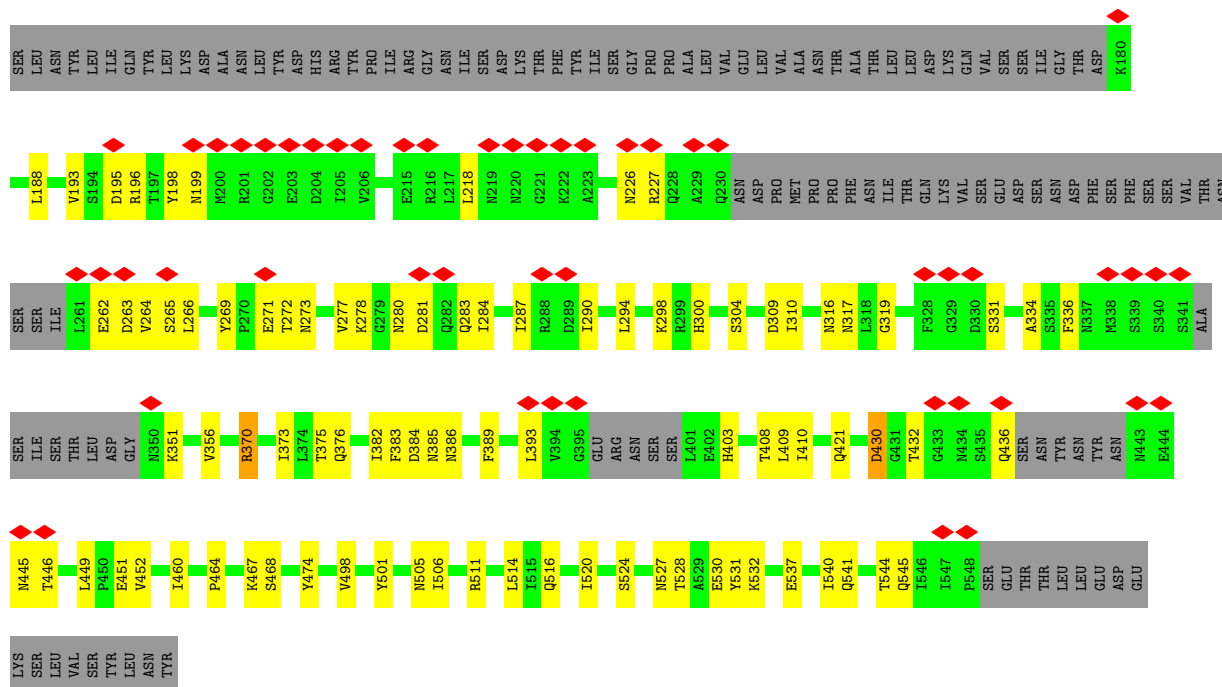 SER LEU ASN TYR LEU ILE GLN TYR LEU LYS ASP ALA ASN LEU TYR ASP HIS ARG TYR PRO ILE ARG GLY ASN ILE SER ASP LYS THR PHE TYR ILE SER GLY PRO PRO ALA LEU VAL GLU LEU VAL ALA ASN THR ALA THR LEU LEU ASP LYS GLN VAL SER SER ILE GLY THR ASP K180
L188 V193 S194 D195 R196 T197 Y198 N199 M200 R201 G202 E203 D204 I205 V206 E215 R216 L217 L218 N219 N220 G221 K222 A223 N226 R227 Q228 A229 Q230 ASN ASP PRO MET PRO PRO PHE ASN ILE THR GLN LYS VAL SER GLU ASP SER ASN ASP PHE SER PHE SER SER VAL THR ASN
SER SER ILE L261 E262 D263 V264 S265 L266 Y269 P270 E271 T272 N273 V277 K278 G279 N280 D281 Q282 Q283 I284 I287 R288 D289 I290 L294 K298 R299 H300 S304 D309 I310 N316 N317 L318 G319 F328 G329 D330 S331 A334 S335 F336 N337 M338 S339 S340 S341 ALA
SER ILE SER THR LEU ASP GLY N350 K351 V356 R370 I373 L374 T375 Q376 I382 F383 D384 N385 N386 F389 L393 V394 G395 GLU ARG ASN SER SER L401 E402 H403 T408 L409 I410 Q421 D430 G431 T432 G433 N434 S435 Q436 SER ASN TYR ASN TYR ASN N443 E444
N445 T446 L449 P450 E451 V452 I460 P464 K467 S468 Y474 V498 Y501 N505 I506 R511 L514 I515 Q516 I520 S524 N527 T528 A529 E530 Y531 K532 E537 I540 Q541 T544 Q545 I546 I547 P548 SER GLU THR THR LEU LEU GLU ASP GLU
LYS SER LEU VAL SER TYR LEU ASN TYR